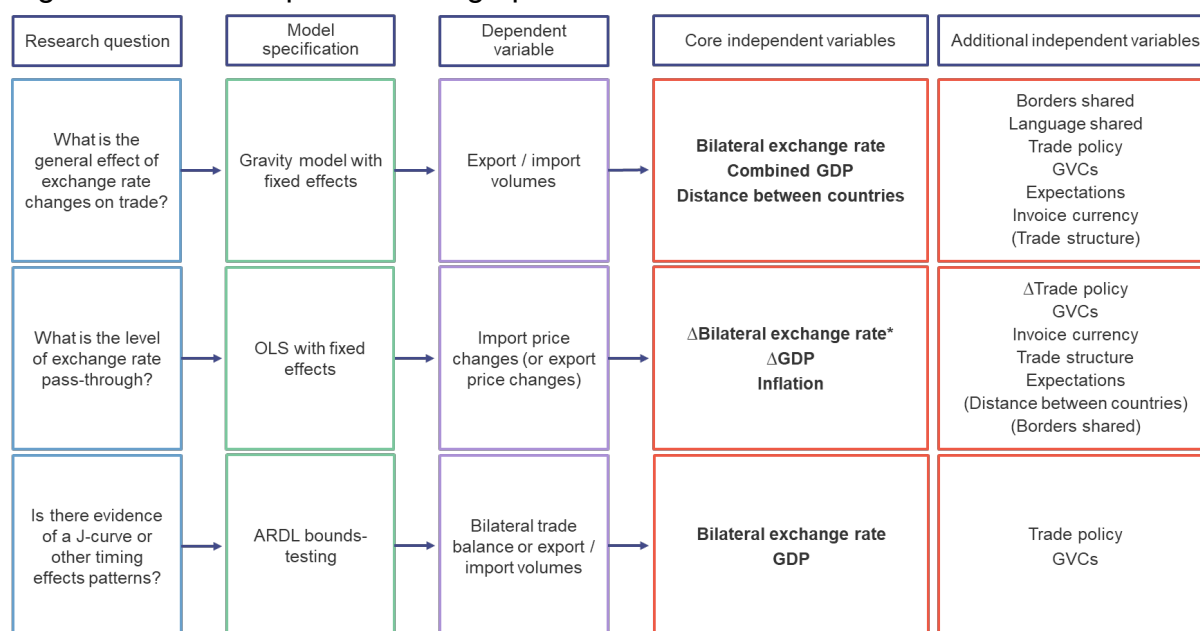 Research question
Model
specification
Dependent
variable
Core independent variables
Additional independent variables
What is the
general effect of
exchange rate
changes on trade?
Gravity model with
fixed effects
Export / import
volumes
Bilateral exchange rate
Combined GDP
Distance between countries
Borders shared
Language shared
Trade policy
GVCs
Expectations
Invoice currency
(Trade structure)
What is the level
of exchange rate
pass-through?
OLS with fixed
effects
Import price
changes (or export
price changes)
∆Bilateral exchange rate*
∆GDP
Inflation
∆Trade policy
GVCs
Invoice currency
Trade structure
Expectations
(Distance between countries)
(Borders shared)
Is there evidence
of a J-curve or
other timing
effects patterns?
ARDL bounds-
testing
Bilateral trade
balance or export /
import volumes
Bilateral exchange rate
GDP
Trade policy
GVCs